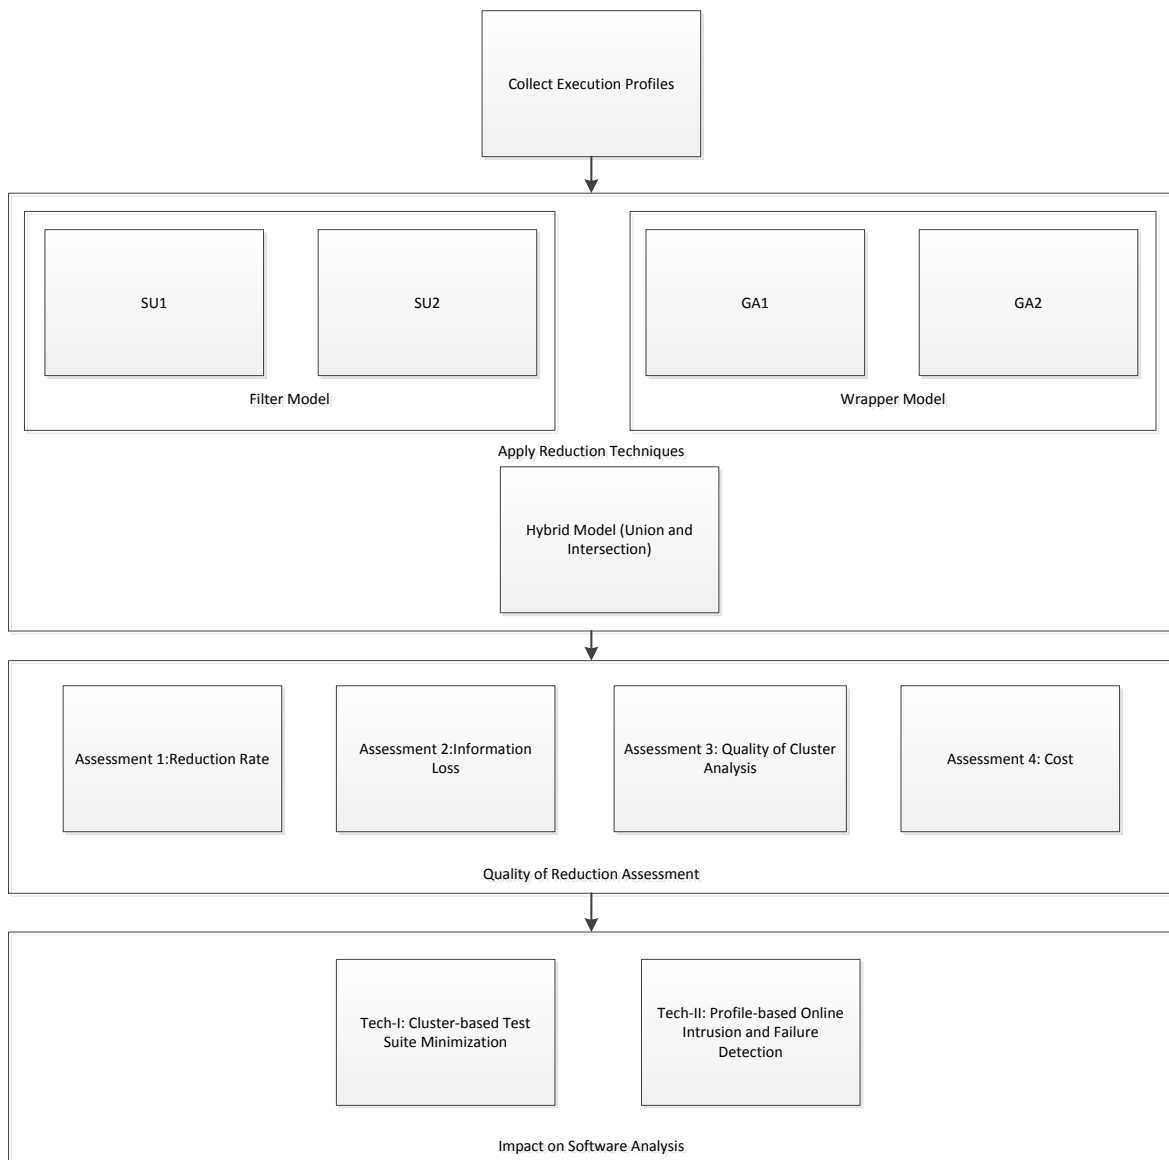 Collect Execution Profiles
SU1
SU2
GA1
GA2
Filter Model
Wrapper Model
Apply Reduction Techniques
Hybrid Model (Union and
Intersection)
Assessment 1:Reduction Rate
Assessment 2:Information
Loss
Assessment 3: Quality of Cluster
Analysis
Assessment 4: Cost
Quality of Reduction Assessment
Tech-I: Cluster-based Test
Suite Minimization
Tech-II: Profile-based Online
Intrusion and Failure
Detection
Impact on Software Analysis